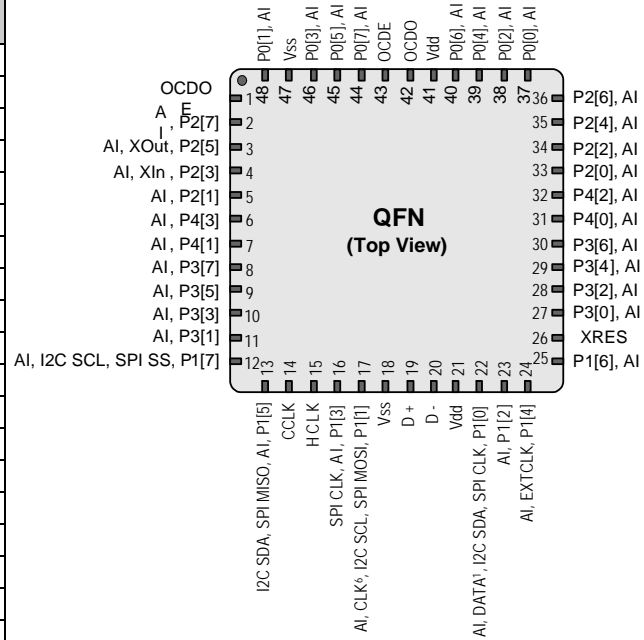 P0[1], AI
Vss
P0[3], AI
P0[5], AI
P0[7], AI
OCDE
OCDO
Vdd
P0[6], AI
P0[4], AI
P0[2], AI
P0[0], AI
48
47
46
45
44
43
42
41
40
39
38
37
OCDO
E
1
A
I
, P2[7]
2
AI, XOut, P2[5]
3
AI, XIn , P2[3]
4
AI , P2[1]
5
AI, P4[3]
6
AI, P4[1]
7
AI, P3[7]
8
AI, P3[5]
9
AI, P3[3]
10
AI, P3[1]
11
AI, I2C SCL, SPI SS, P1[7]
12
QFN
(Top View)
36 P2[6], AI
35 P2[4], AI
34 P2[2], AI
33 P2[0], AI
32 P4[2], AI
31 P4[0], AI
30 P3[6], AI
29 P3[4], AI
28 P3[2], AI
27 P3[0], AI
26 XRES
25 P1[6], AI
13
14
15
16
17
18
19
20
21
22
23
24
I2C SDA, SPI MISO, AI, P1[5]
CCLK
HCLK
SPI CLK, AI, P1[3]
AI, CLK⁶, I2C SCL, SPI MOSI, P1[1]
Vss
D +
D -
Vdd
AI, DATA¹, I2C SDA, SPI CLK, P1[0]
AI, P1[2]
AI, EXTCLK, P1[4]